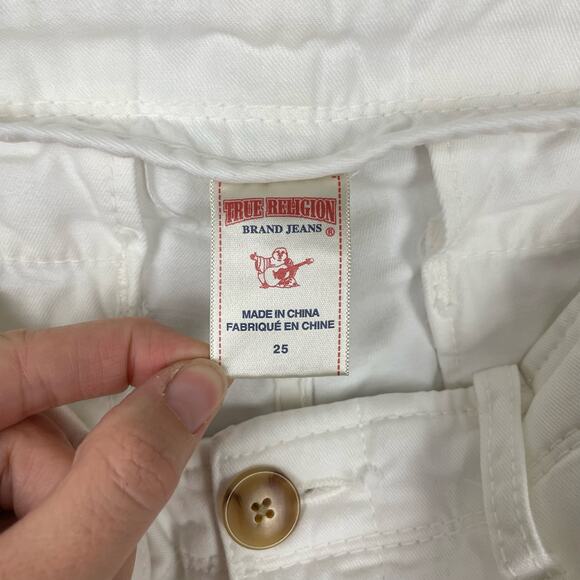 TRUE RELIGION
BRAND JEANS ®
MADE IN CHINA
FABRIQUÉ EN CHINE
25